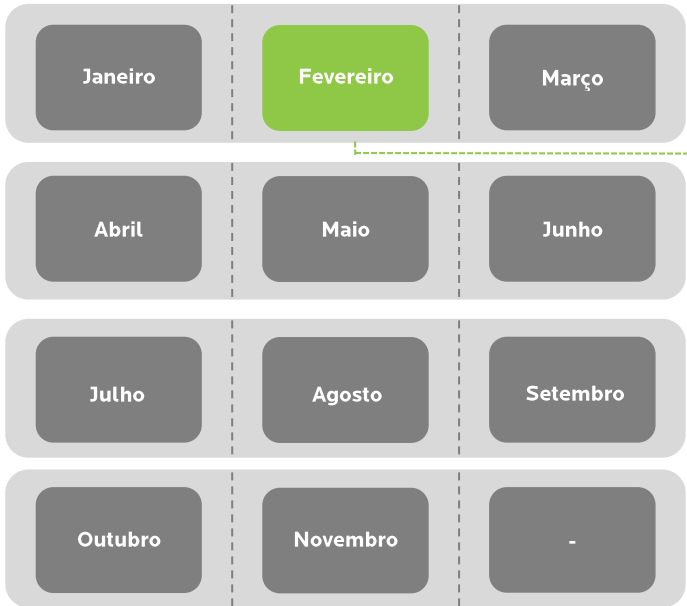 Janeiro
Fevereiro
Março
Abril
Maio
Junho
Julho
Agosto
Setembro
Outubro
Novembro
-